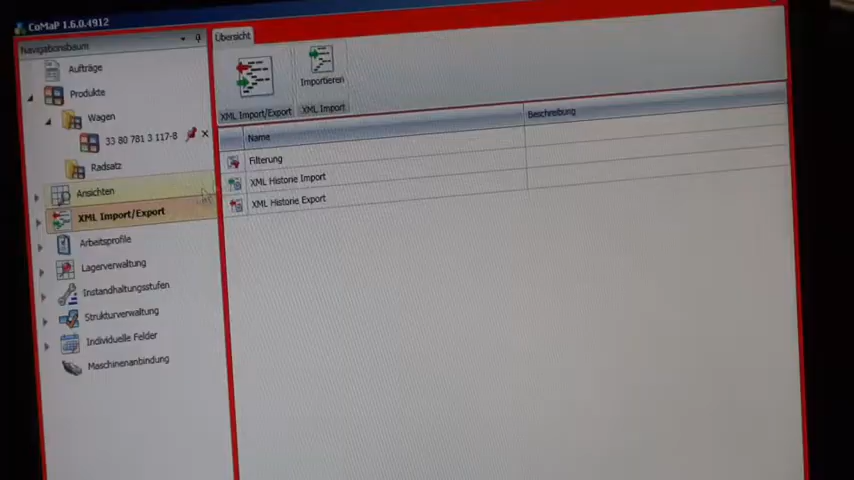 CoMaP 1.6.0.4912
Navigationsbaum
Aufträge
Produkte
Wagen
33 80 781 3 117-8
Radsatz
Ansichten
XML Import/Export
Arbeitsprofile
Lagerverwaltung
Instandhaltungsstufen
Strukturverwaltung
Individuelle Felder
Maschinenanbindung
Übersicht
Importieren
XML Import/Export
XML Import
Name
Beschreibung
Filterung
XML Historie Import
XML Historie Export